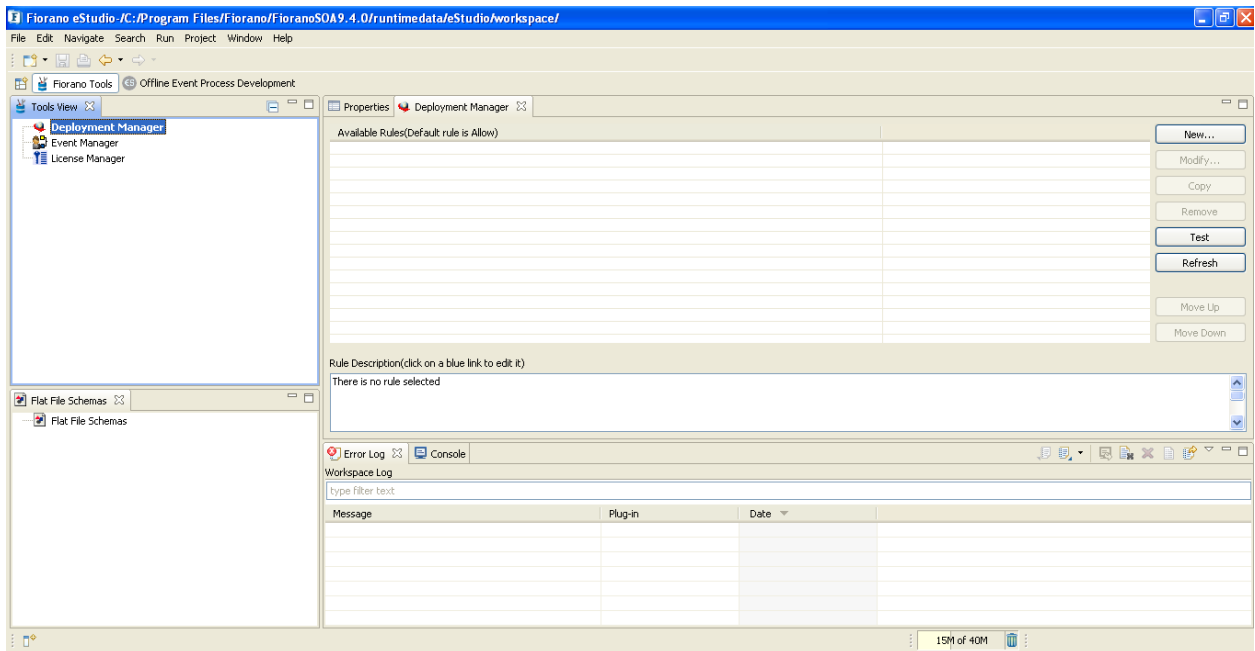 Fiorano eStudio-/C:/Program Files/Fiorano/FioranoSOA9.4.0/runtimedata/eStudio/workspace/
File Edit Navigate Search Run Project Window Help
Fiorano Tools Offline Event Process Development
Tools View
Deployment Manager
Event Manager
License Manager
Properties Deployment Manager
Available Rules(Default rule is Allow)
New...
Modify...
Copy
Remove
Test
Refresh
Move Up
Move Down
Rule Description(click on a blue link to edit it)
There is no rule selected
Flat File Schemas
Flat File Schemas
Error Log Console
Workspace Log
type filter text
Message Plug-in Date
15M of 40M